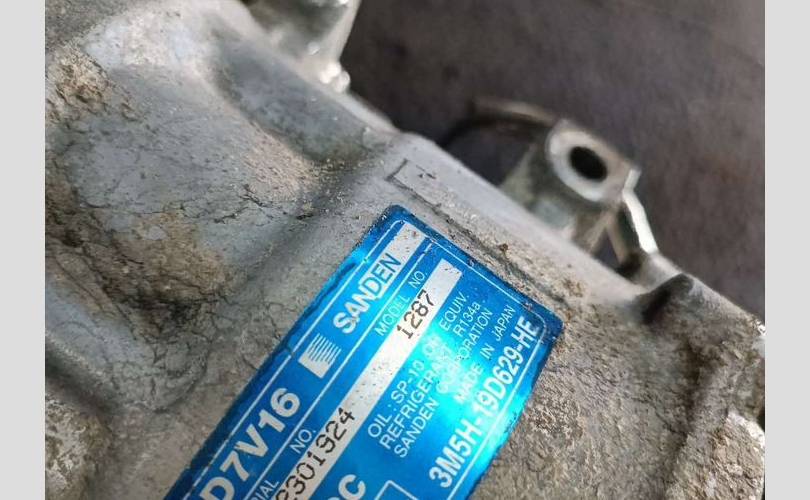 D7V16
SANDEN
SERIAL NO.
2301924
MODEL NO.
1287
OIL: SP-10 OR EQUIV.
REFRIGERANT R134a
SANDEN CORPORATION
MADE IN JAPAN
3M5H-19D629-HE